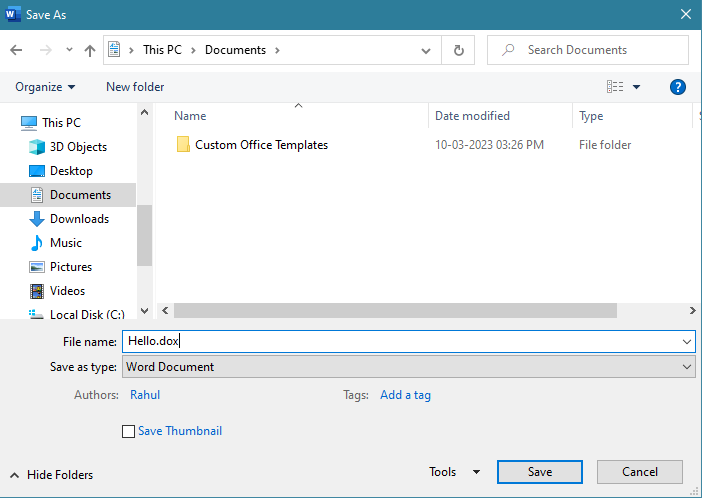 Save As
This PC Documents Search Documents
Organize New folder
Name Date modified Type
This PC
3D Objects
Custom Office Templates 10-03-2023 03:26 PM File folder
Desktop
Documents
Downloads
Music
Pictures
Videos
Local Disk (C:)
File name: Hello.dox
Save as type: Word Document
Authors: Rahul Tags: Add a tag
Save Thumbnail
Hide Folders Tools Save Cancel